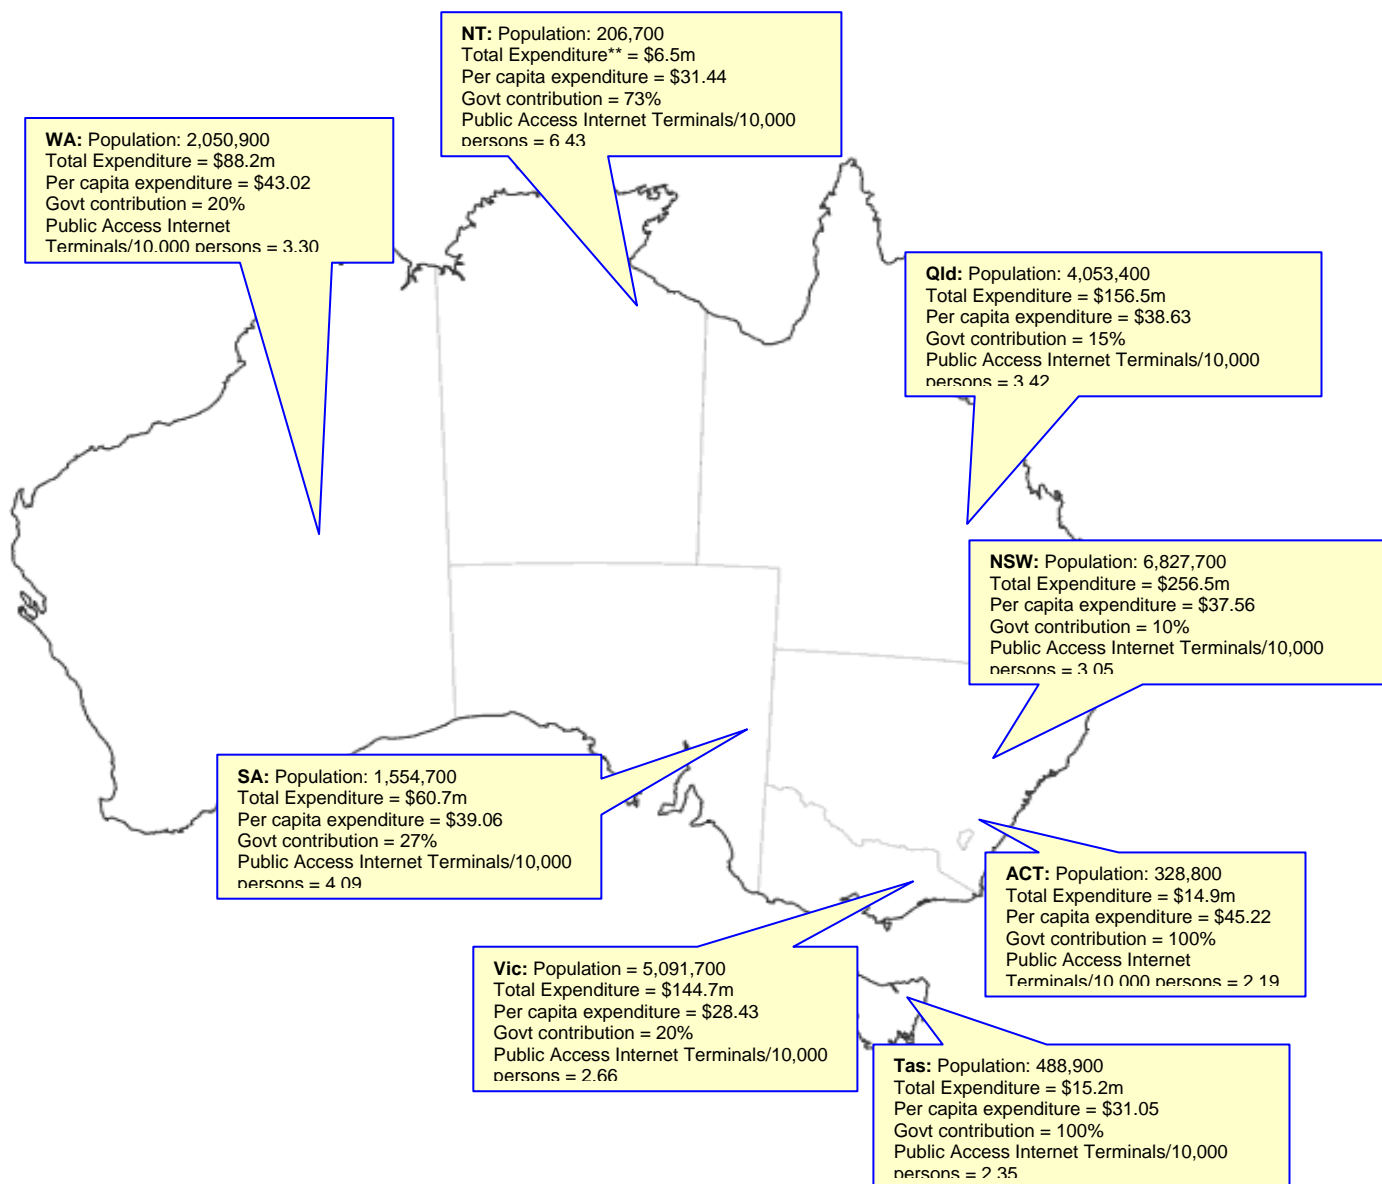 NT: Population: 206,700
Total Expenditure** = $6.5m
Per capita expenditure = $31.44
Govt contribution = 73%
Public Access Internet Terminals/10,000
persons = 6.43
WA: Population: 2,050,900
Total Expenditure = $88.2m
Per capita expenditure = $43.02
Govt contribution = 20%
Public Access Internet
Terminals/10,000 persons = 3.30
Qld: Population: 4,053,400
Total Expenditure = $156.5m
Per capita expenditure = $38.63
Govt contribution = 15%
Public Access Internet Terminals/10,000
persons = 3.42
NSW: Population: 6,827,700
Total Expenditure = $256.5m
Per capita expenditure = $37.56
Govt contribution = 10%
Public Access Internet Terminals/10,000
persons = 3.05
SA: Population: 1,554,700
Total Expenditure = $60.7m
Per capita expenditure = $39.06
Govt contribution = 27%
Public Access Internet Terminals/10,000
persons = 4.09
ACT: Population: 328,800
Total Expenditure = $14.9m
Per capita expenditure = $45.22
Govt contribution = 100%
Public Access Internet
Terminals/10,000 persons = 2.19
Vic: Population = 5,091,700
Total Expenditure = $144.7m
Per capita expenditure = $28.43
Govt contribution = 20%
Public Access Internet Terminals/10,000
persons = 2.66
Tas: Population: 488,900
Total Expenditure = $15.2m
Per capita expenditure = $31.05
Govt contribution = 100%
Public Access Internet Terminals/10,000
persons = 2.35